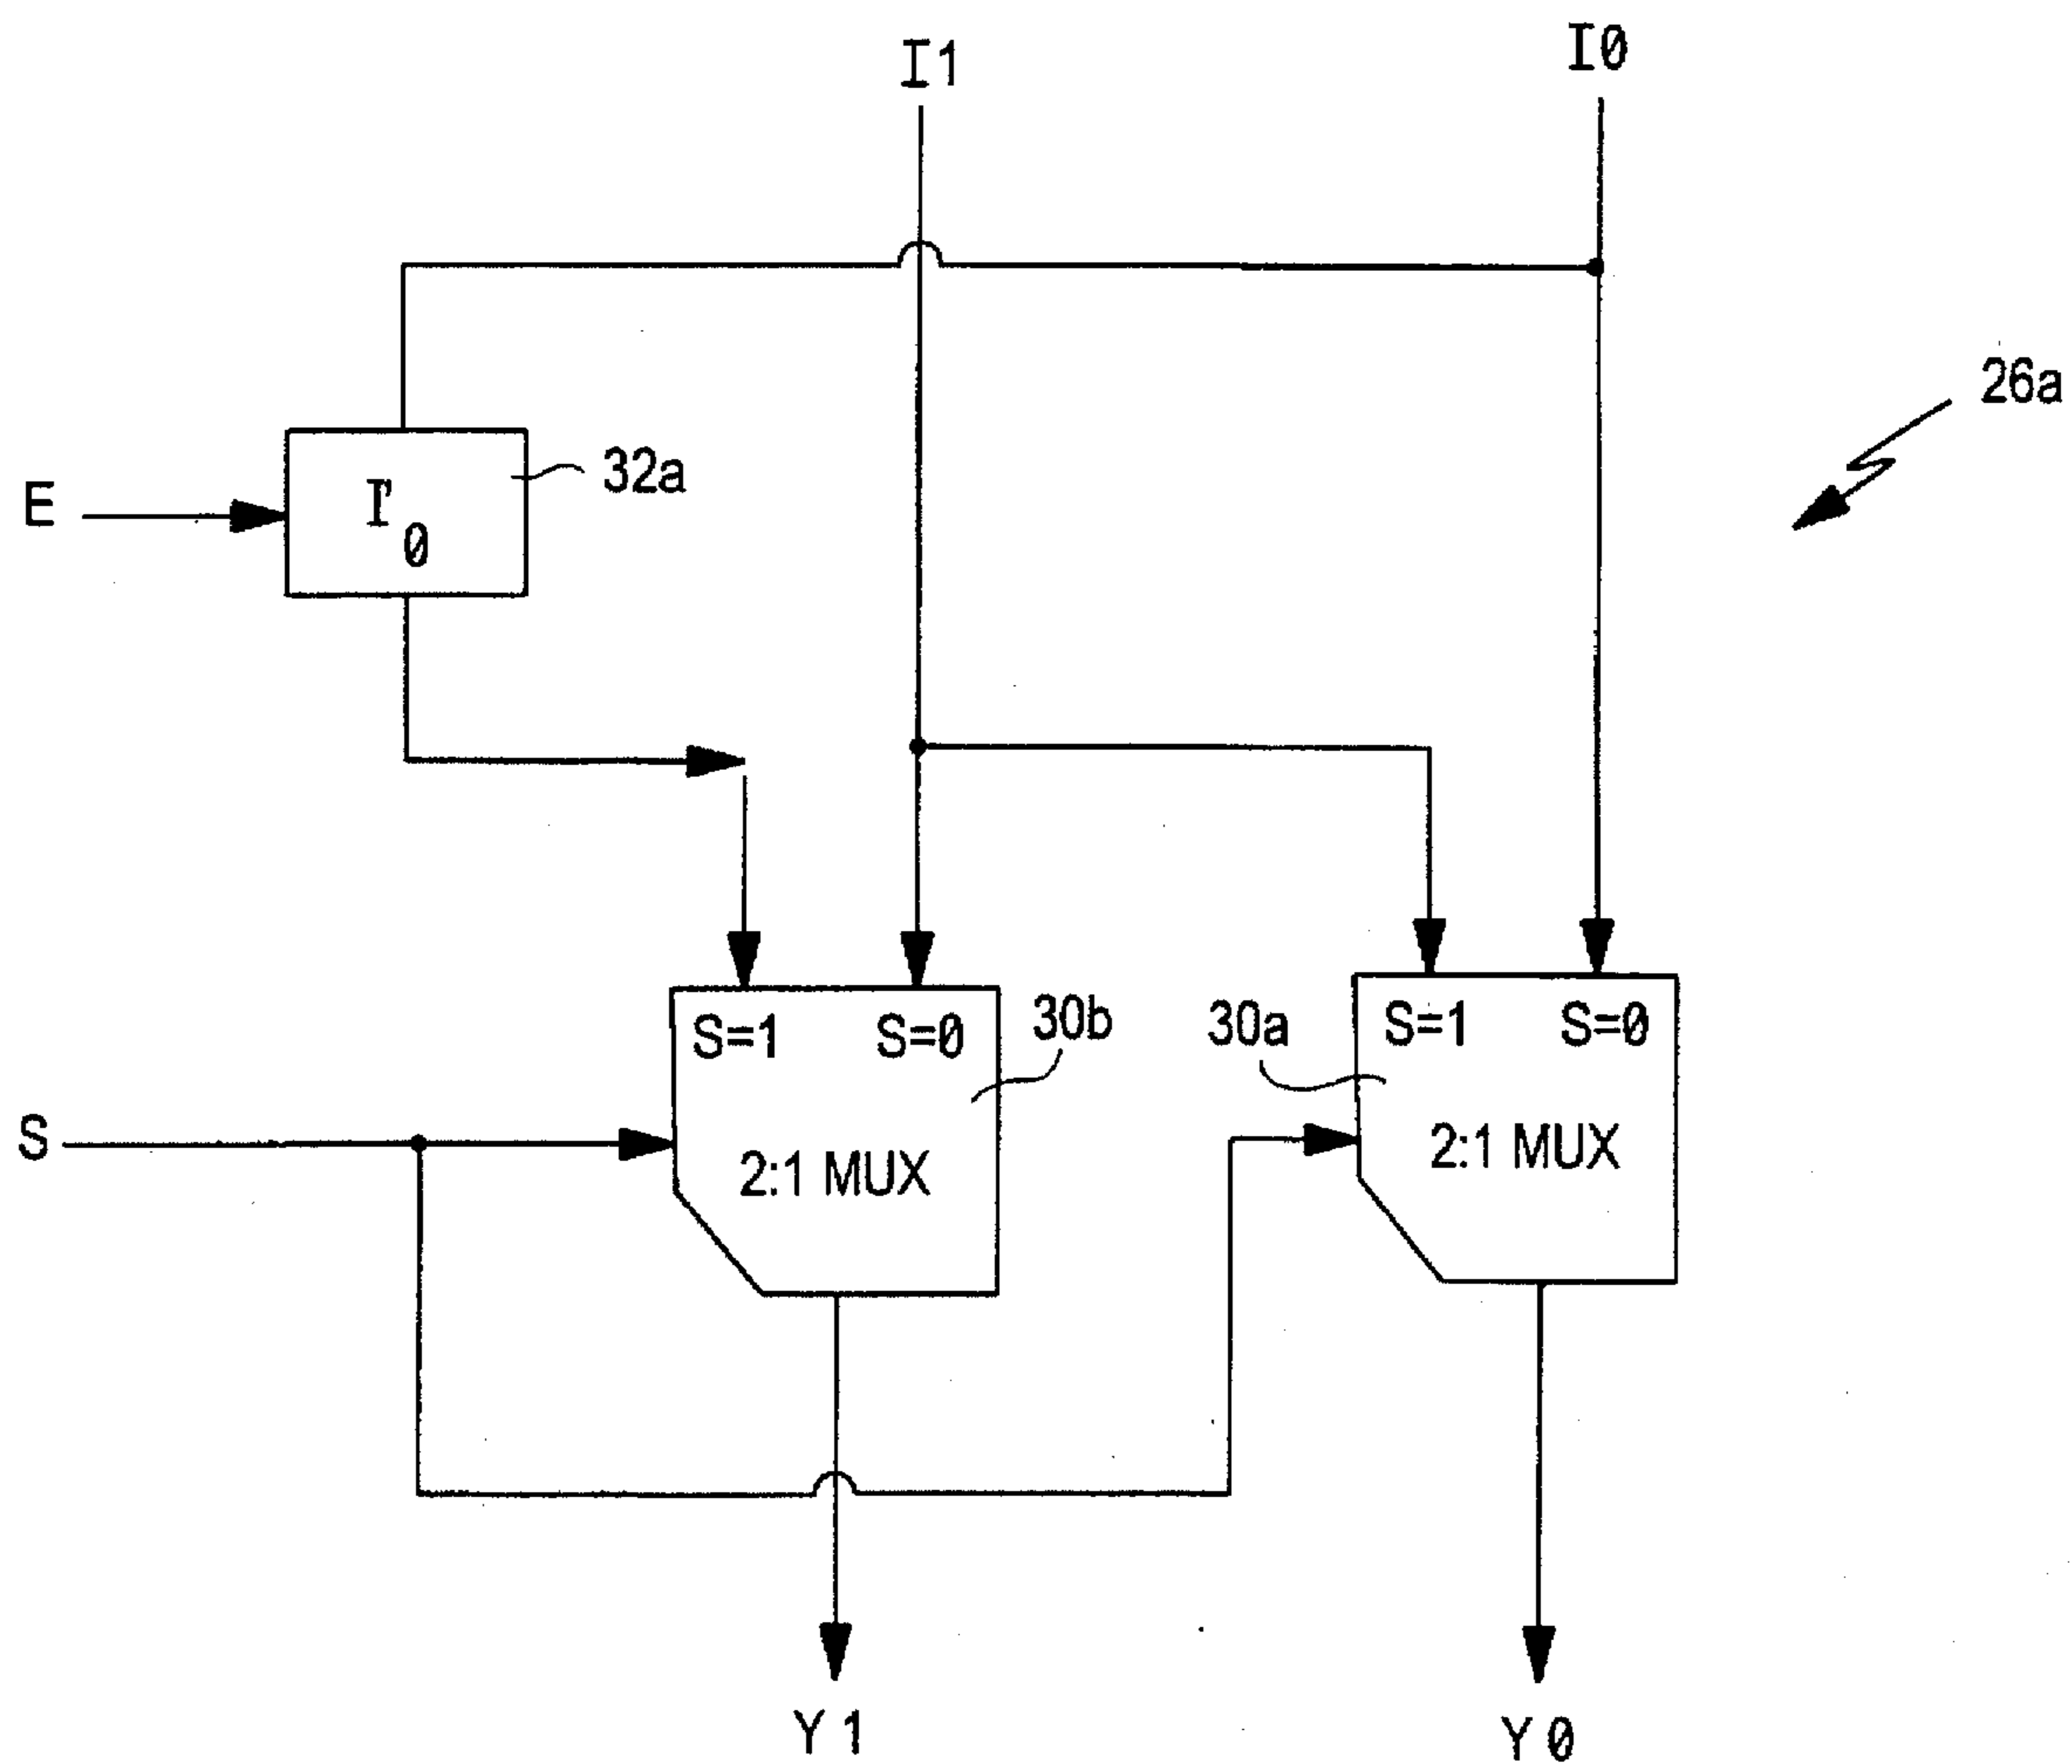 I1
I0
26a
32a
E
I'0
S=1 S=0
30b
30a
S=1 S=0
S
2:1 MUX
2:1 MUX
Y1
Y0